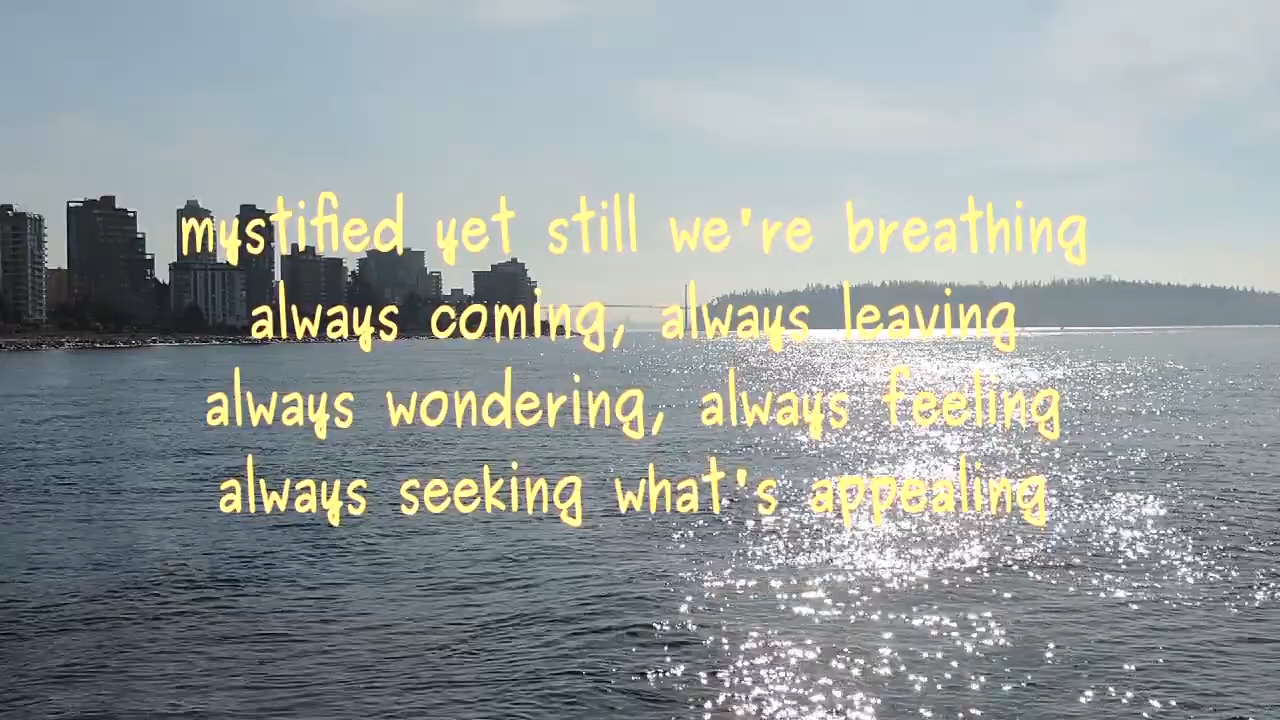 mystified yet still we're breathing
always coming, always leaving
always wondering, always feeling
always seeking what's appealing